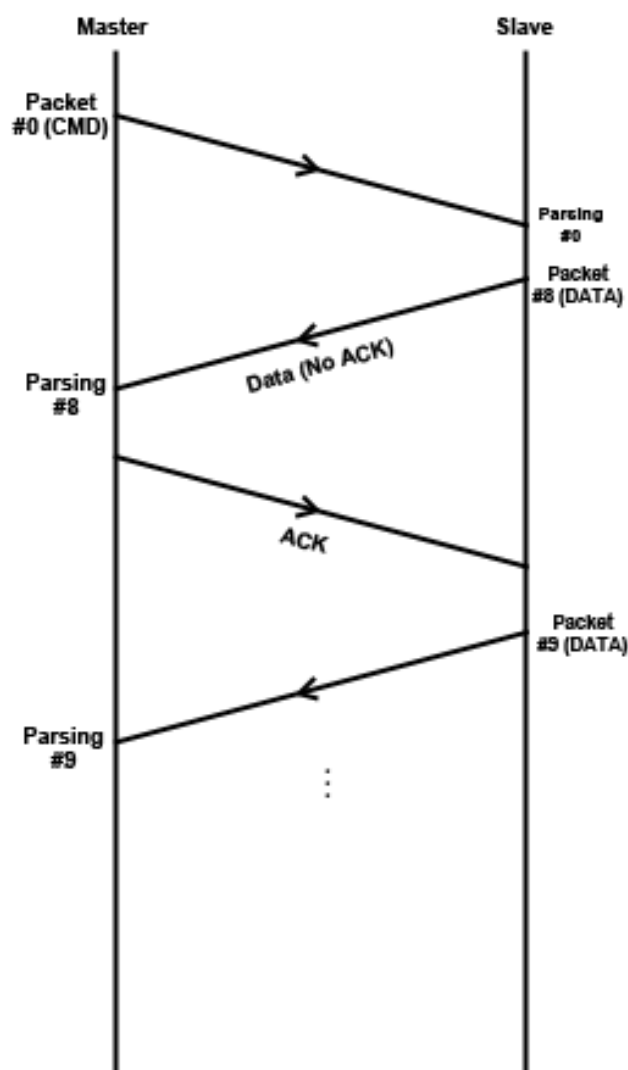 Master
Slave
Packet
#0 (CMD)
Parsing
#0
Packet
#8 (DATA)
Data (No ACK)
Parsing
#8
ACK
Packet
#9 (DATA)
Parsing
#9
⋮